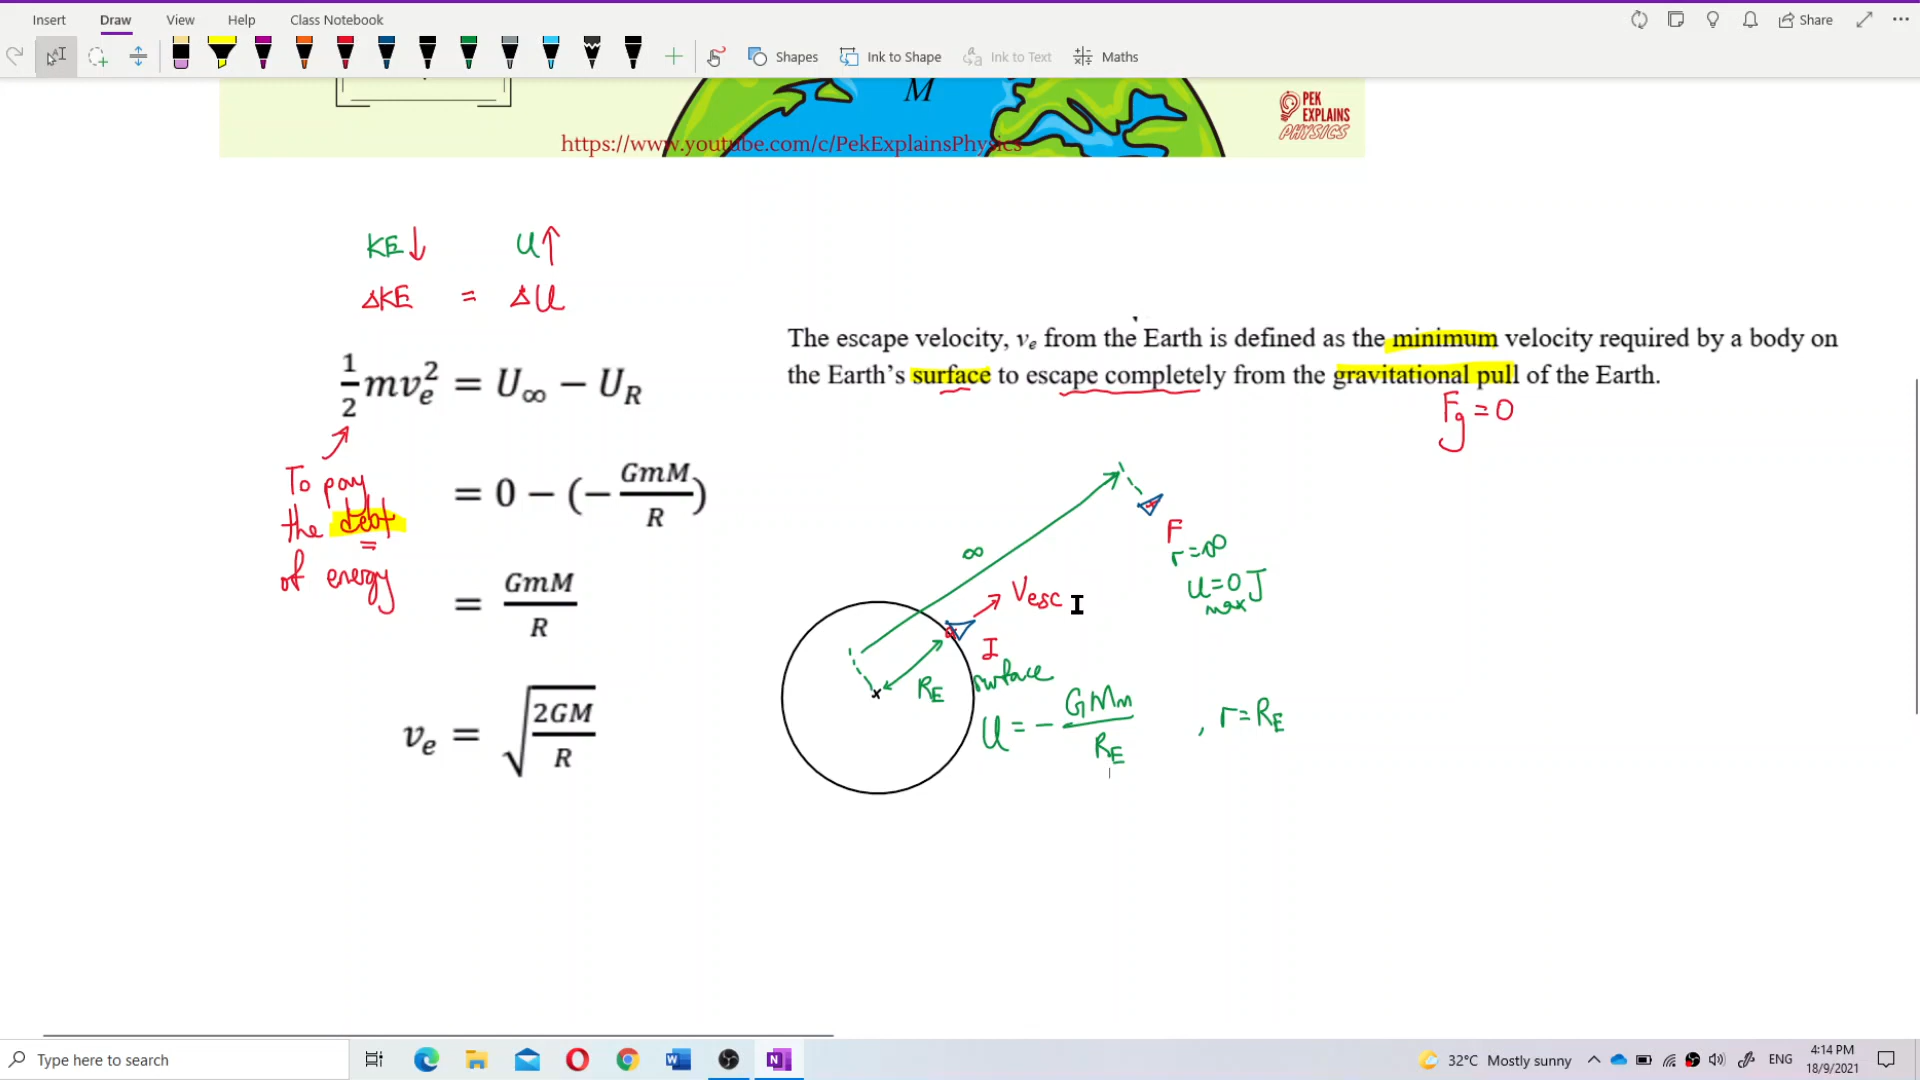 Insert Draw View Help Class Notebook Share
Shapes Ink to Shape Ink to Text Maths
M
PEK
EXPLAINS
PHYSICS
https://www.youtube.com/c/PekExplainsPhysics
KE↓ U↑
ΔKE = ΔU
The escape velocity, vₑ from the Earth is defined as the minimum velocity required by a body on
the Earth's surface to escape completely from the gravitational pull of the Earth.
Fg = 0
½mvₑ² = U∞ − U_R
To pay
the debt
of energy
= 0 − (−GmM/R)
= GmM/R
vₑ = √(2GM/R)
∞
F
r = ∞
U = 0 J
max
Vesc
I
surface
R_E
U = − GMm/R_E , r = R_E
Type here to search
32°C Mostly sunny ENG 4:14 PM
18/9/2021